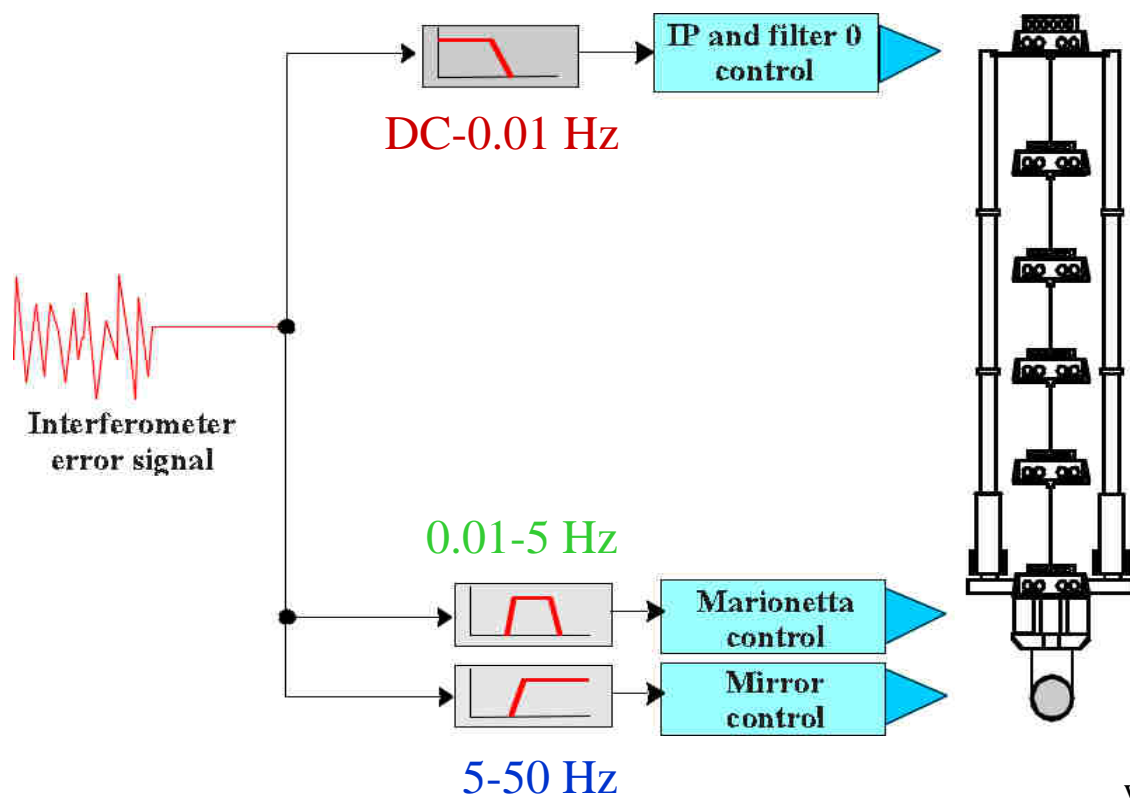 IP and filter 0
control
DC-0.01 Hz
Interferometer
error signal
0.01-5 Hz
Marionetta
control
Mirror
control
5-50 Hz